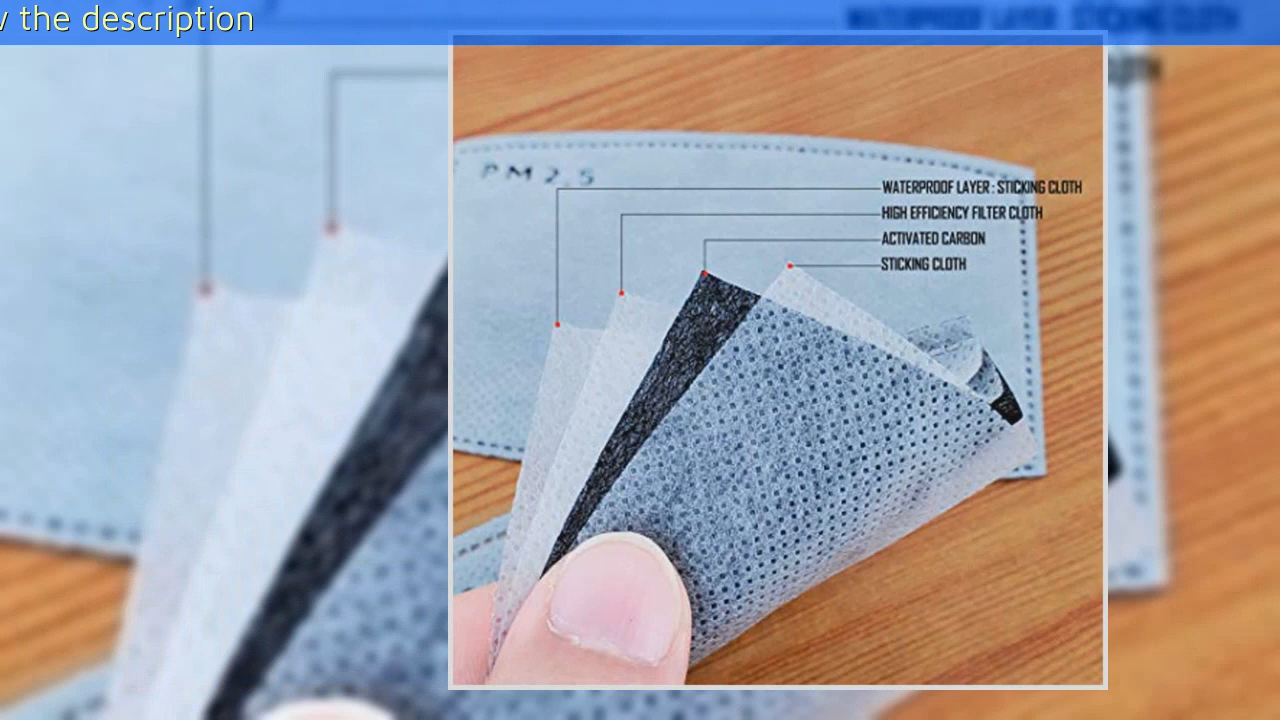 the description
PM2.5
WATERPROOF LAYER : STICKING CLOTH
HIGH EFFICIENCY FILTER CLOTH
ACTIVATED CARBON
STICKING CLOTH